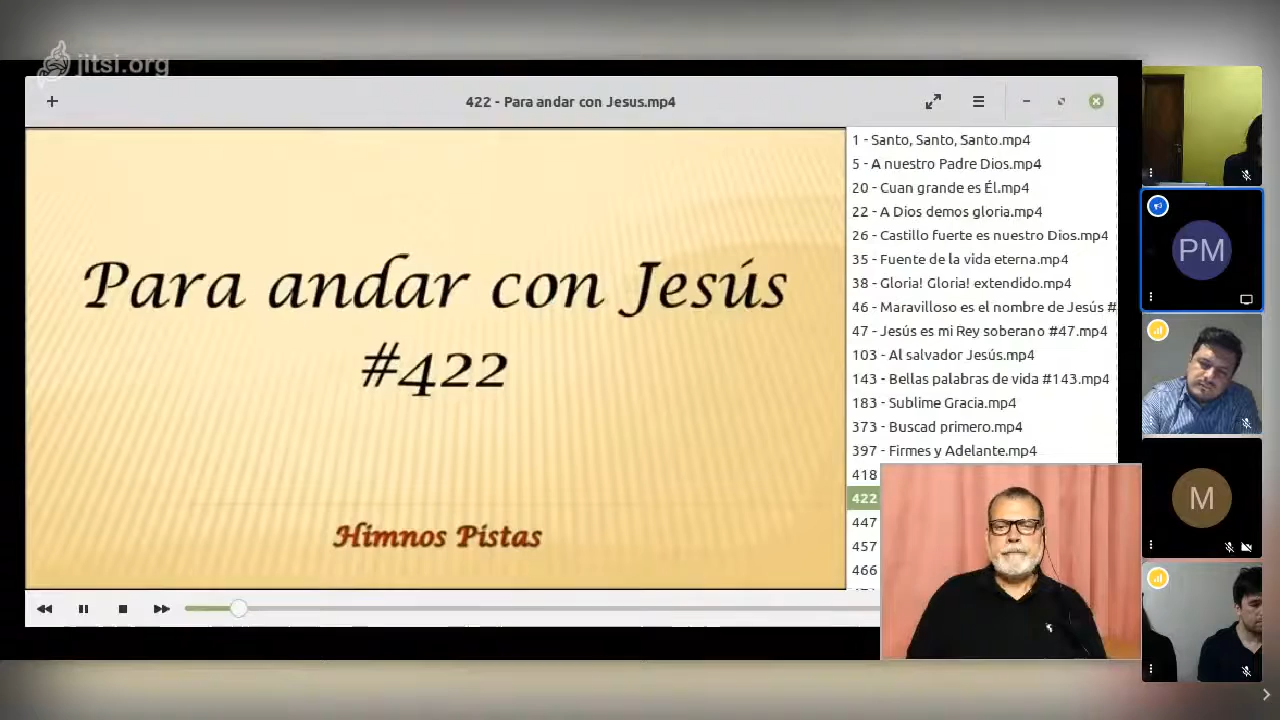 jitsi.org
422 - Para andar con Jesus.mp4
Para andar con Jesús
#422
Himnos Pistas
1 - Santo, Santo, Santo.mp4
5 - A nuestro Padre Dios.mp4
20 - Cuan grande es Él.mp4
22 - A Dios demos gloria.mp4
26 - Castillo fuerte es nuestro Dios.mp4
35 - Fuente de la vida eterna.mp4
38 - Gloria! Gloria! extendido.mp4
46 - Maravilloso es el nombre de Jesús #
47 - Jesús es mi Rey soberano #47.mp4
103 - Al salvador Jesús.mp4
143 - Bellas palabras de vida #143.mp4
183 - Sublime Gracia.mp4
373 - Buscad primero.mp4
397 - Firmes y Adelante.mp4
418
422
447
457
466
PM
M